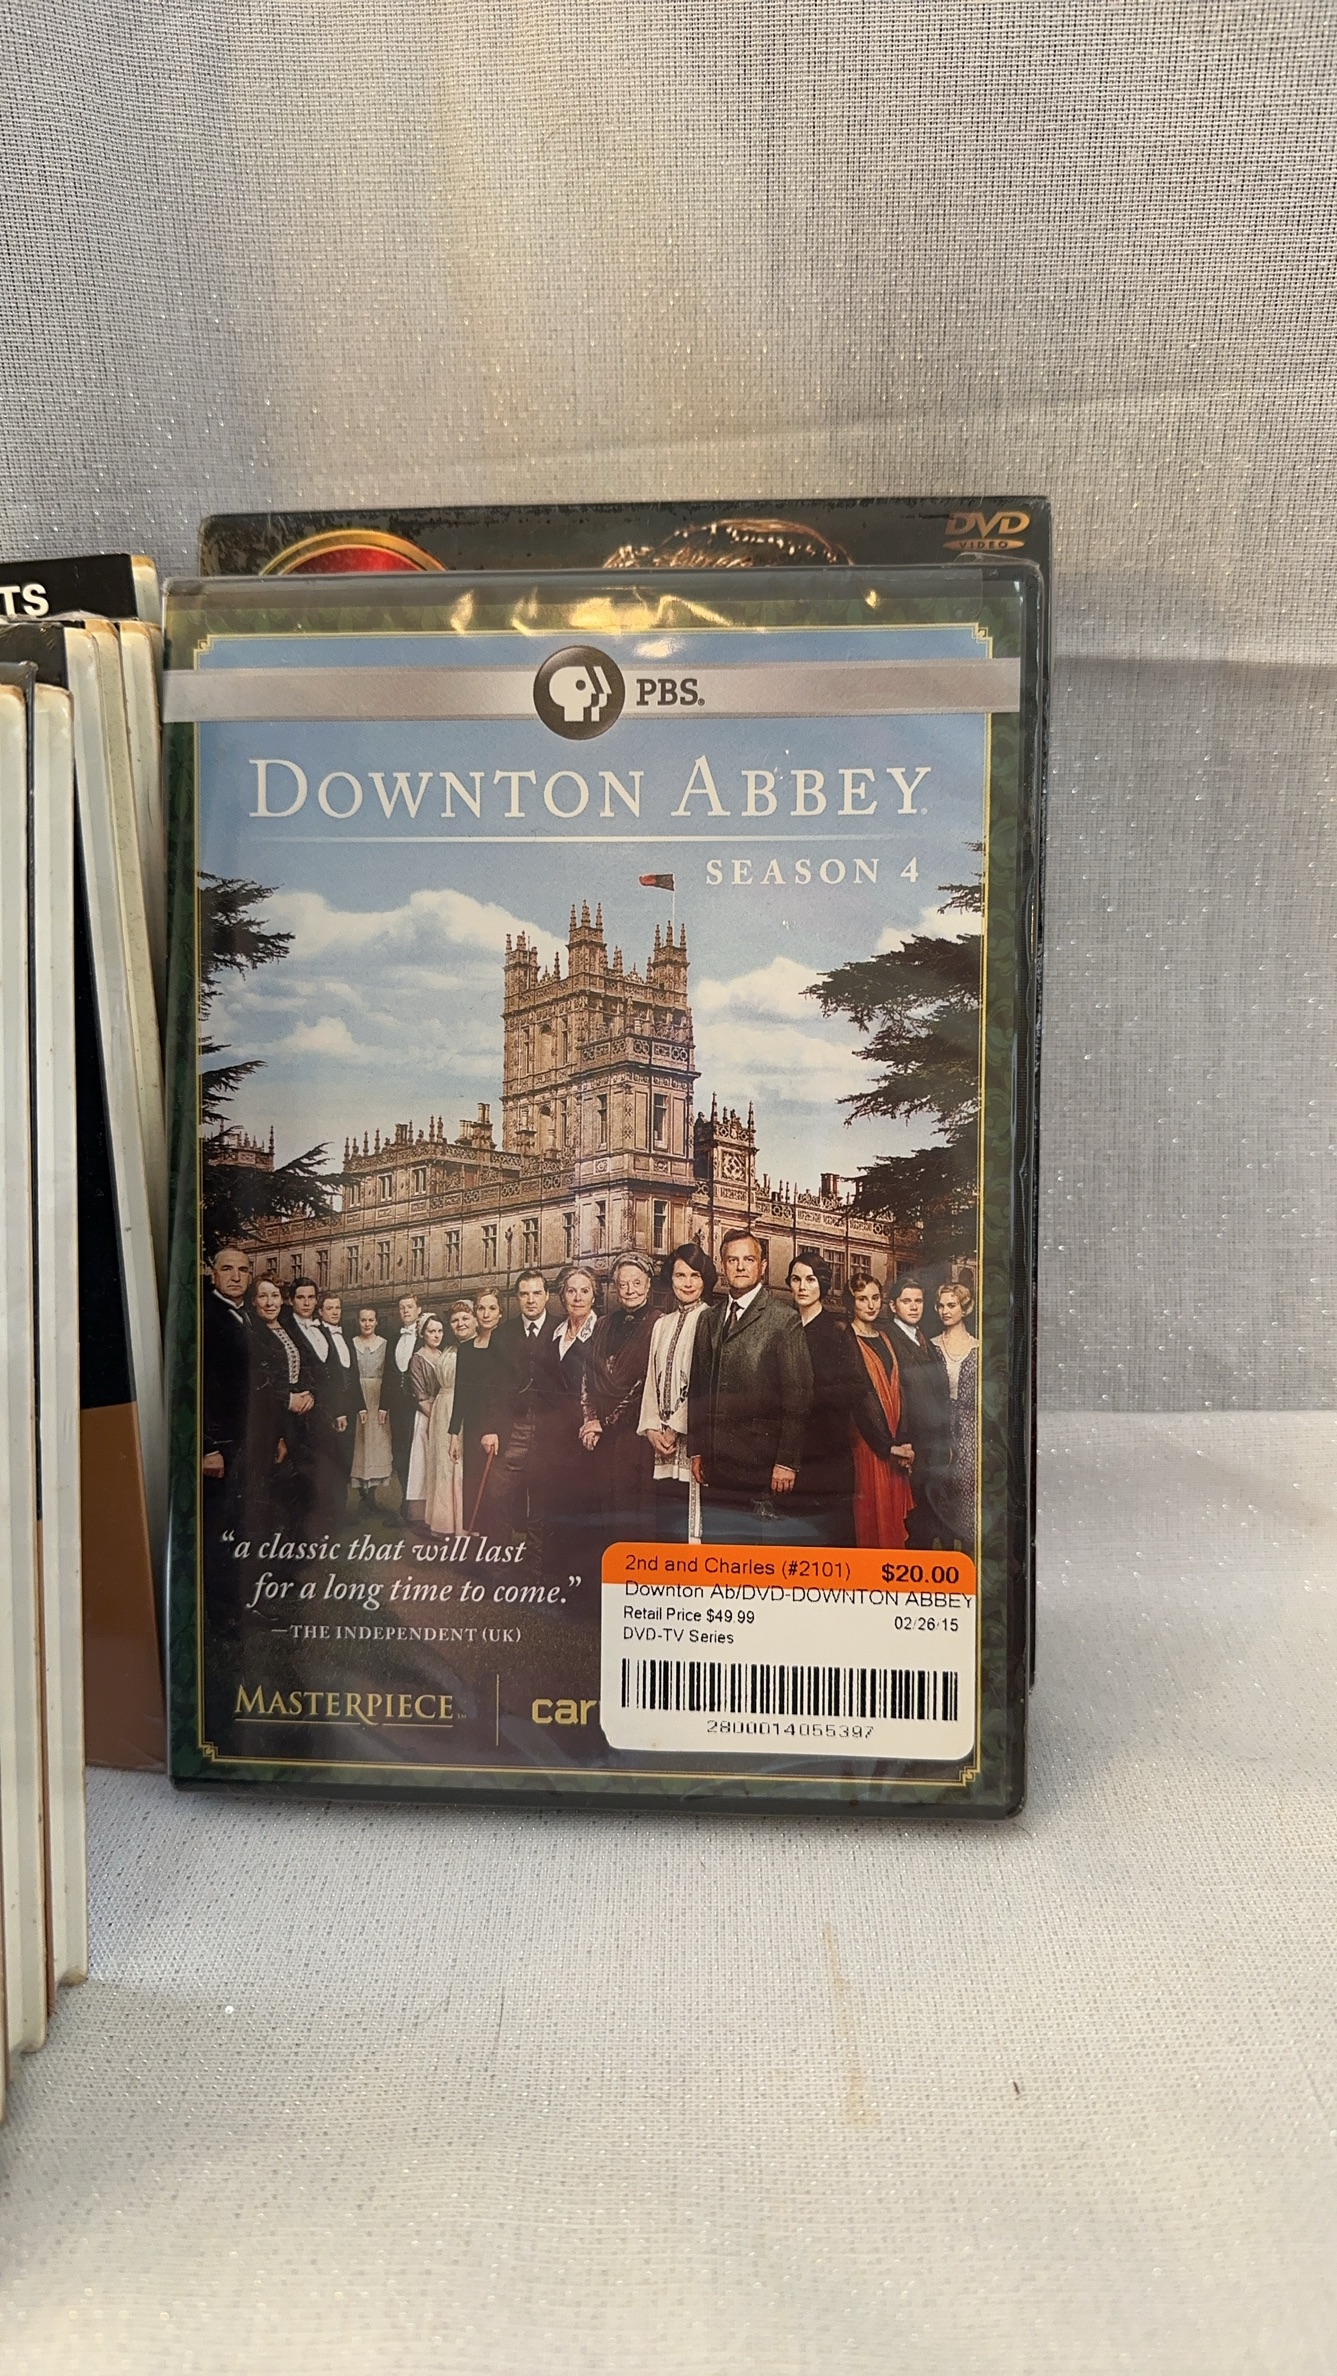 DVD
VIDEO
TS
PBS.
DOWNTON ABBEY
SEASON 4
“a classic that will last
for a long time to come.”
—THE INDEPENDENT (UK)
MASTERPIECE
car
2nd and Charles (#2101) $20.00
Downton Ab/DVD-DOWNTON ABBEY
Retail Price $49.99 02/26/15
DVD-TV Series
2800014055397